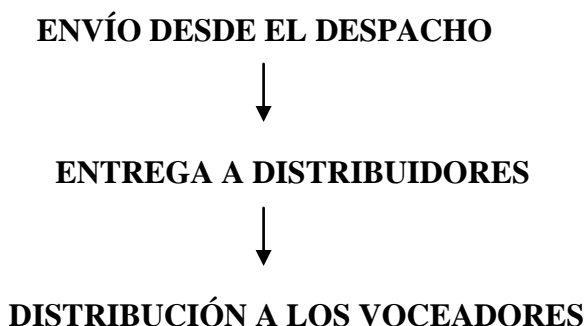 ENVÍO DESDE EL DESPACHO
ENTREGA A DISTRIBUIDORES
DISTRIBUCIÓN A LOS VOCEADORES